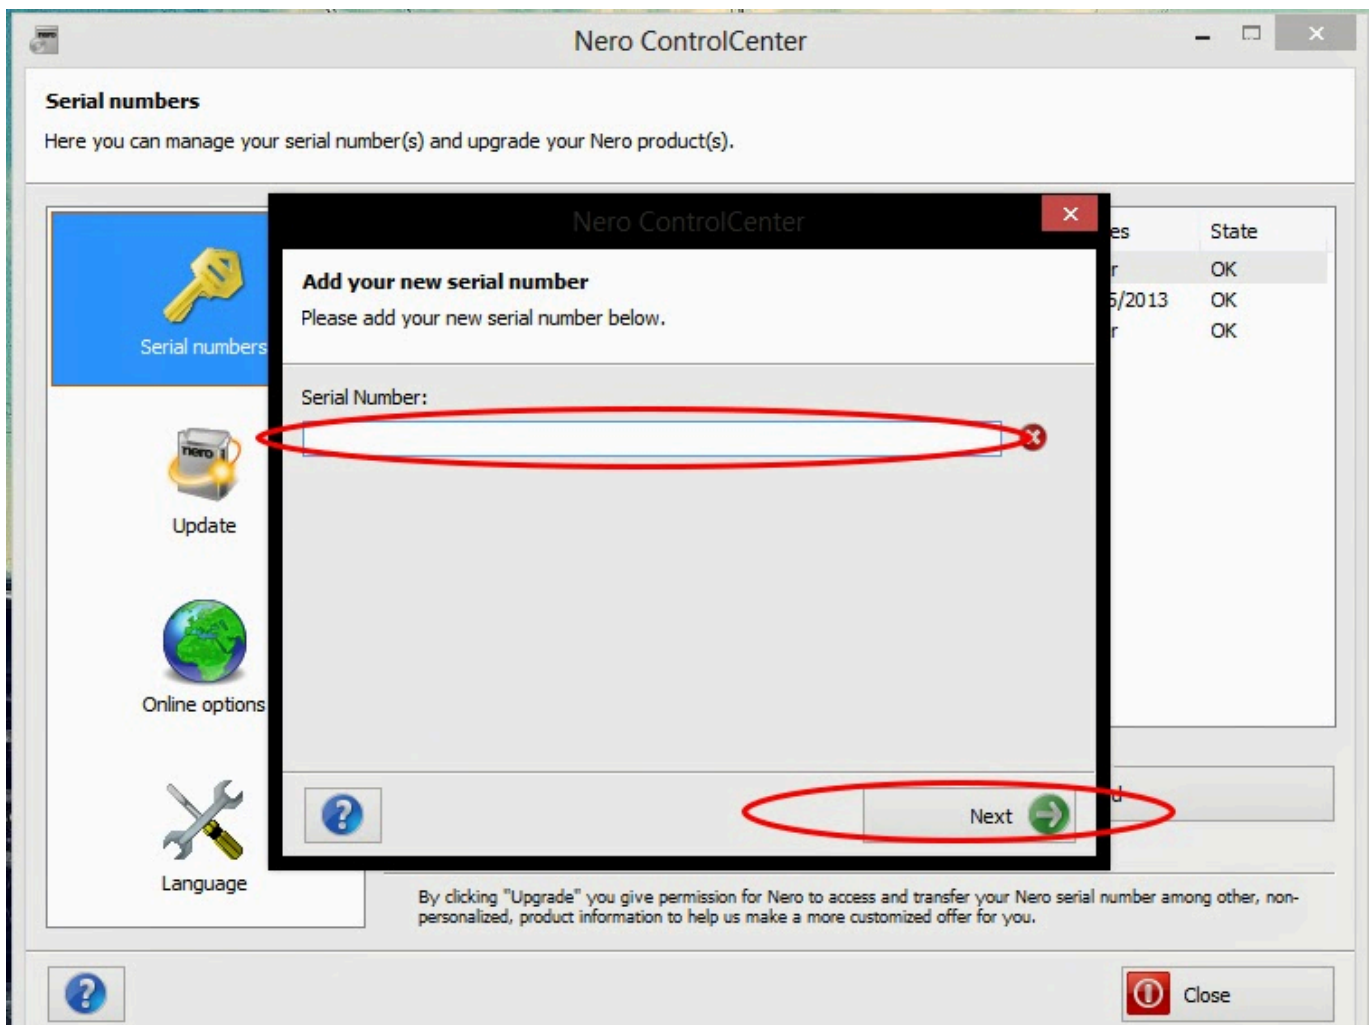 Nero ControlCenter
Serial numbers
Here you can manage your serial number(s) and upgrade your Nero product(s).
Nero ControlCenter
State
Add your new serial number
OK
Please add your new serial number below.
5/2013 OK
OK
Serial numbers
Serial Number:
nero
Update
Online options
Next
Language
By clicking "Upgrade" you give permission for Nero to access and transfer your Nero serial number among other, non-
personalized, product information to help us make a more customized offer for you.
Close